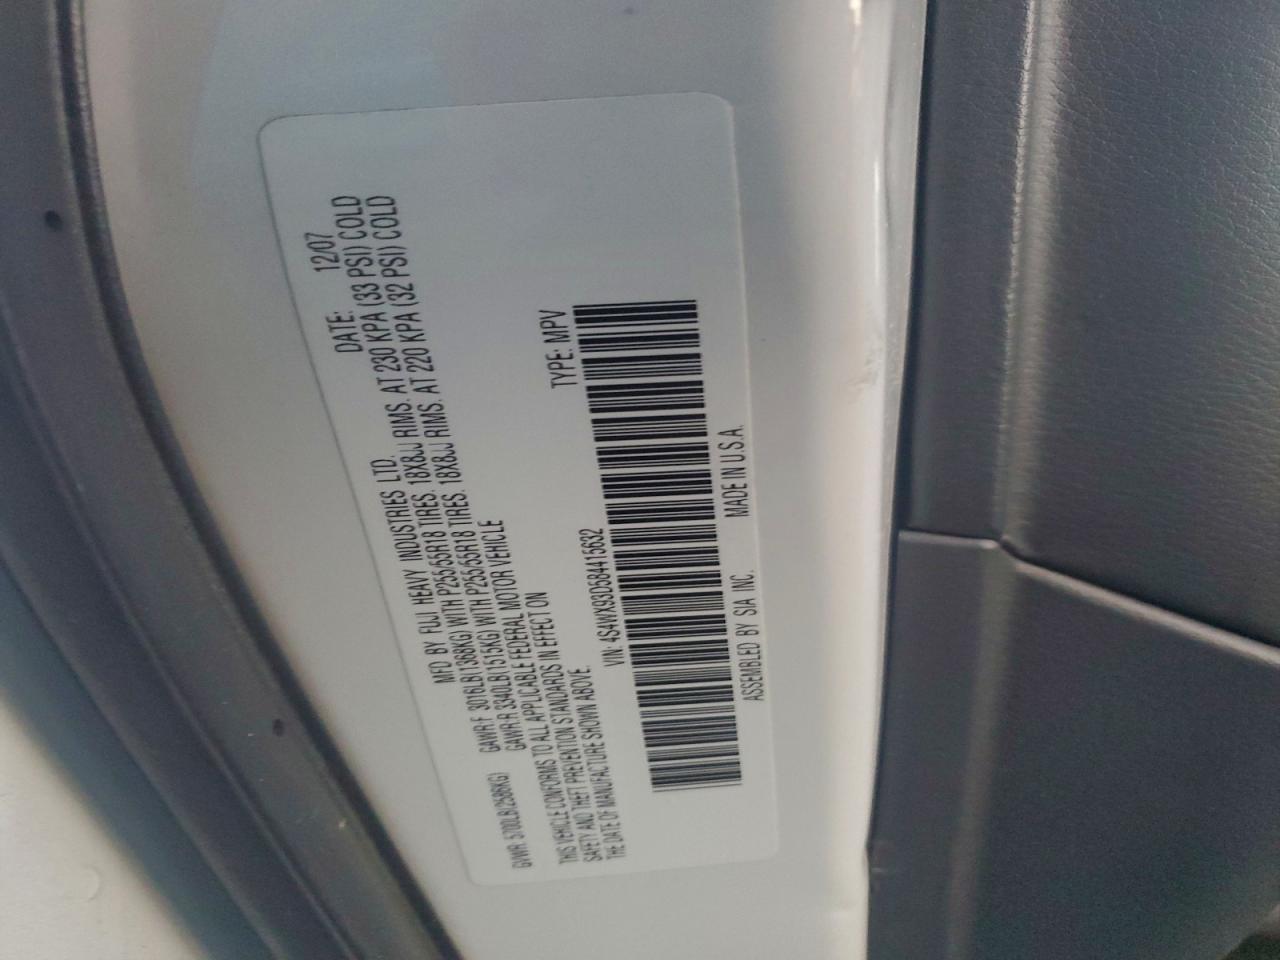 MFD BY FUJI HEAVY INDUSTRIES LTD. DATE: 12/07
GVWR: 5700LB(2586KG) GAWR:F 3016LB(1368KG) WITH P255/55R18 TIRES. 18X8JJ RIMS. AT 230 KPA (33 PSI) COLD
GAWR:R 3340LB(1515KG) WITH P255/55R18 TIRES. 18X8JJ RIMS. AT 220 KPA (32 PSI) COLD
THIS VEHICLE CONFORMS TO ALL APPLICABLE FEDERAL MOTOR VEHICLE
SAFETY AND THEFT PREVENTION STANDARDS IN EFFECT ON
THE DATE OF MANUFACTURE SHOWN ABOVE.
VIN: 4S4WX93D584415632 TYPE: MPV
ASSEMBLED BY SIA INC. MADE IN U.S.A.